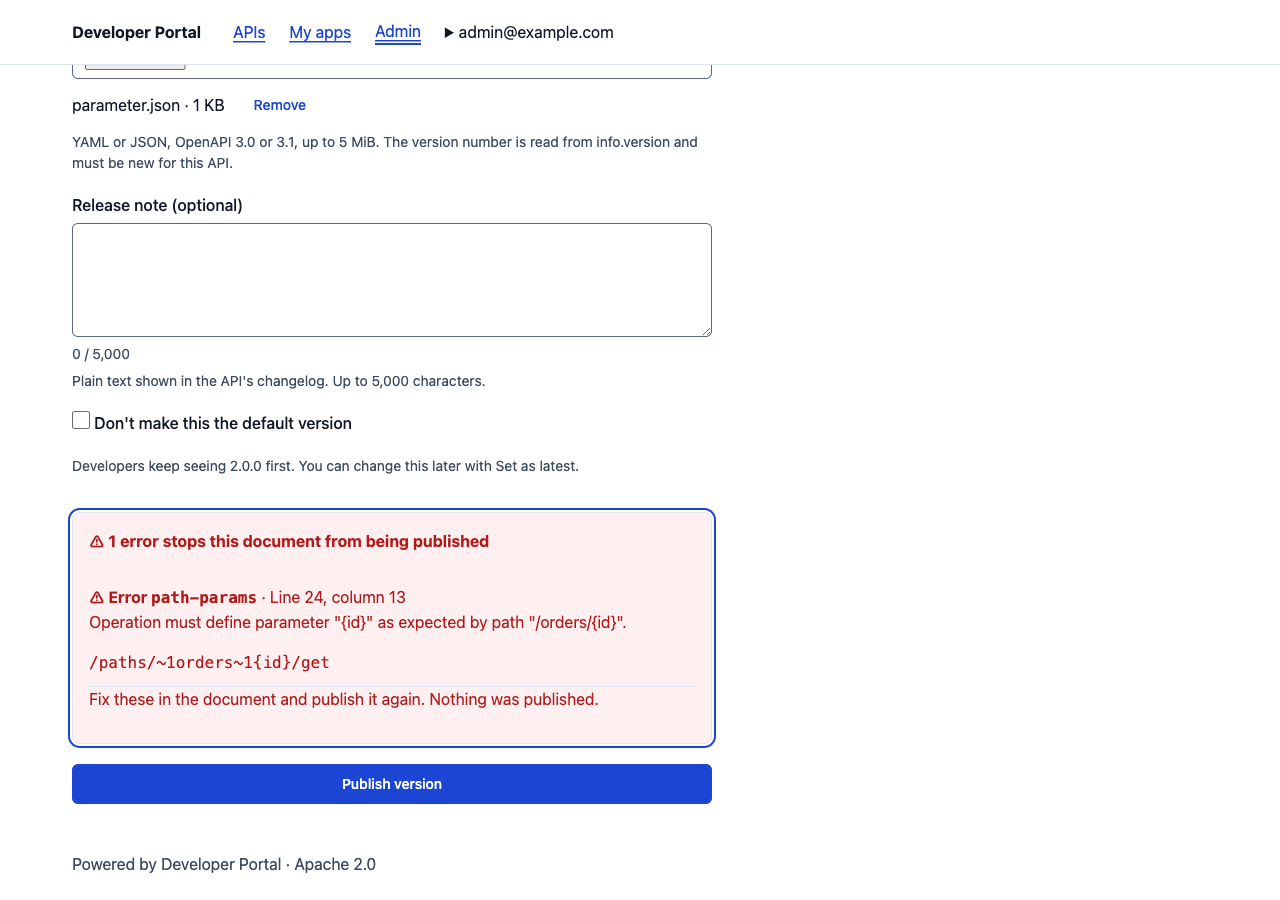 Developer Portal APIs My apps Admin ▶ admin@example.com
parameter.json · 1 KB Remove
YAML or JSON, OpenAPI 3.0 or 3.1, up to 5 MiB. The version number is read from info.version and
must be new for this API.
Release note (optional)
0 / 5,000
Plain text shown in the API's changelog. Up to 5,000 characters.
Don't make this the default version
Developers keep seeing 2.0.0 first. You can change this later with Set as latest.
⚠ 1 error stops this document from being published
⚠ Error path-params · Line 24, column 13
Operation must define parameter "{id}" as expected by path "/orders/{id}".
/paths/~1orders~1{id}/get
Fix these in the document and publish it again. Nothing was published.
Publish version
Powered by Developer Portal · Apache 2.0